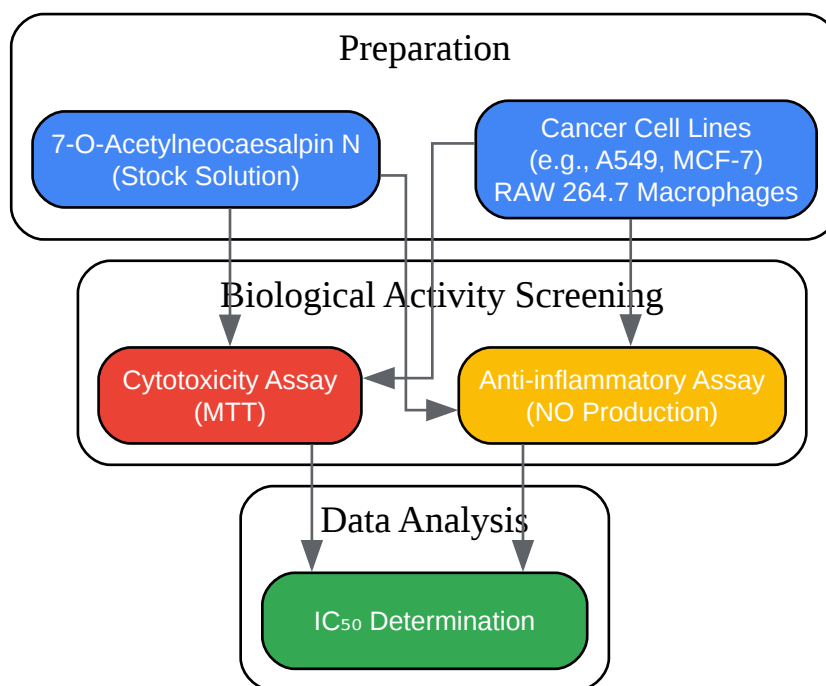 Preparation
7-O-Acetylneocaesalpin N
(Stock Solution)
Cancer Cell Lines
(e.g., A549, MCF-7)
RAW 264.7 Macrophages
Biological Activity Screening
Cytotoxicity Assay
(MTT)
Anti-inflammatory Assay
(NO Production)
Data Analysis
IC₅₀ Determination